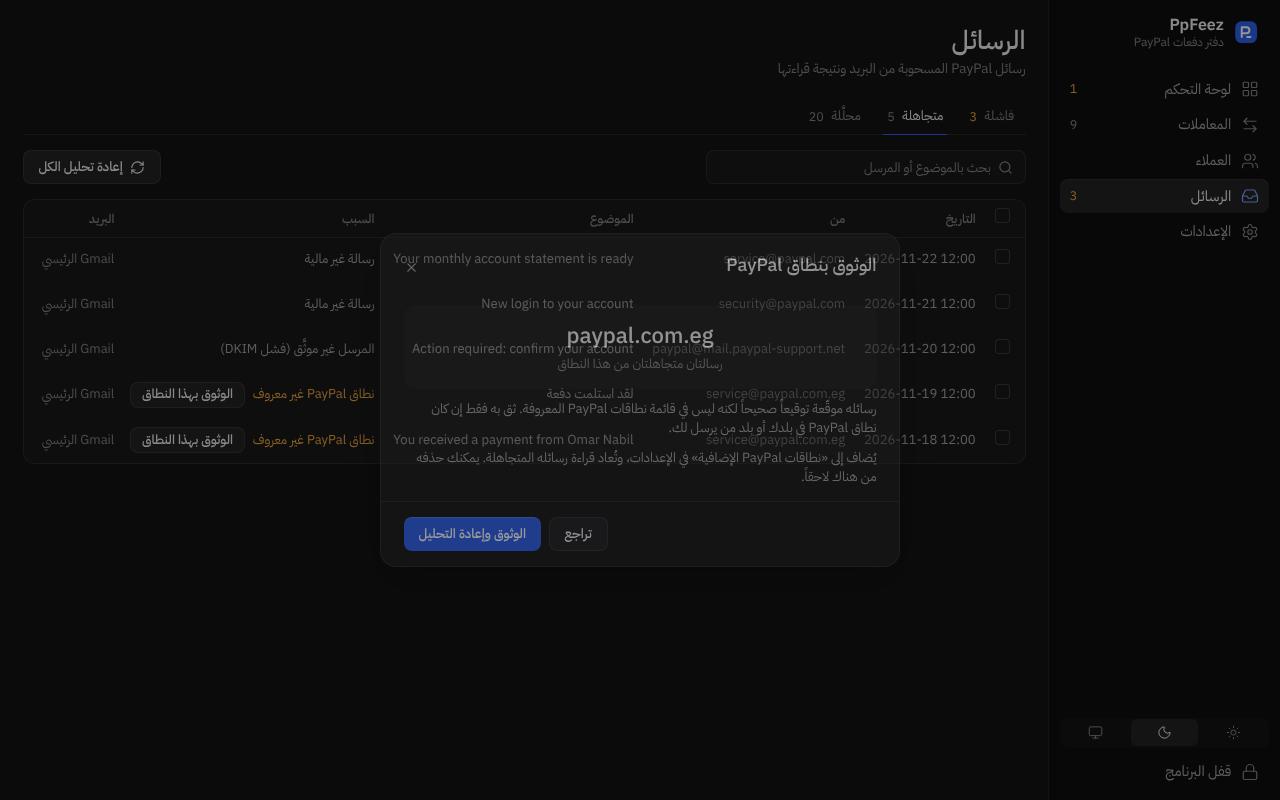 PpFeez
دفتر دفعات PayPal
لوحة التحكم 1
المعاملات 9
العملاء
الرسائل 3
الإعدادات
قفل البرنامج
الرسائل
رسائل PayPal المسحوبة من البريد ونتيجة قراءتها
فاشلة 3 متجاهلة 5 محلَّلة 20
بحث بالموضوع أو المرسل
إعادة تحليل الكل
التاريخ من الموضوع السبب البريد
2026-11-22 12:00 service@paypal.com Your monthly account statement is ready رسالة غير مالية Gmail الرئيسي
2026-11-21 12:00 security@paypal.com New login to your account رسالة غير مالية Gmail الرئيسي
2026-11-20 12:00 paypal@mail.paypal-support.net Action required: confirm your account المرسل غير موثَّق (فشل DKIM) Gmail الرئيسي
2026-11-19 12:00 service@paypal.com.eg لقد استلمت دفعة نطاق PayPal غير معروف الوثوق بهذا النطاق Gmail الرئيسي
2026-11-18 12:00 service@paypal.com.eg You received a payment from Omar Nabil نطاق PayPal غير معروف الوثوق بهذا النطاق Gmail الرئيسي
الوثوق بنطاق PayPal
paypal.com.eg
رسالتان متجاهلتان من هذا النطاق
رسائله موقّعة توقيعاً صحيحاً لكنه ليس في قائمة نطاقات PayPal المعروفة. ثق به فقط إن كان
نطاق PayPal في بلدك أو بلد من يرسل لك.
يُضاف إلى «نطاقات PayPal الإضافية» في الإعدادات، وتُعاد قراءة رسائله المتجاهلة. يمكنك حذفه
من هناك لاحقاً.
تراجع
الوثوق وإعادة التحليل